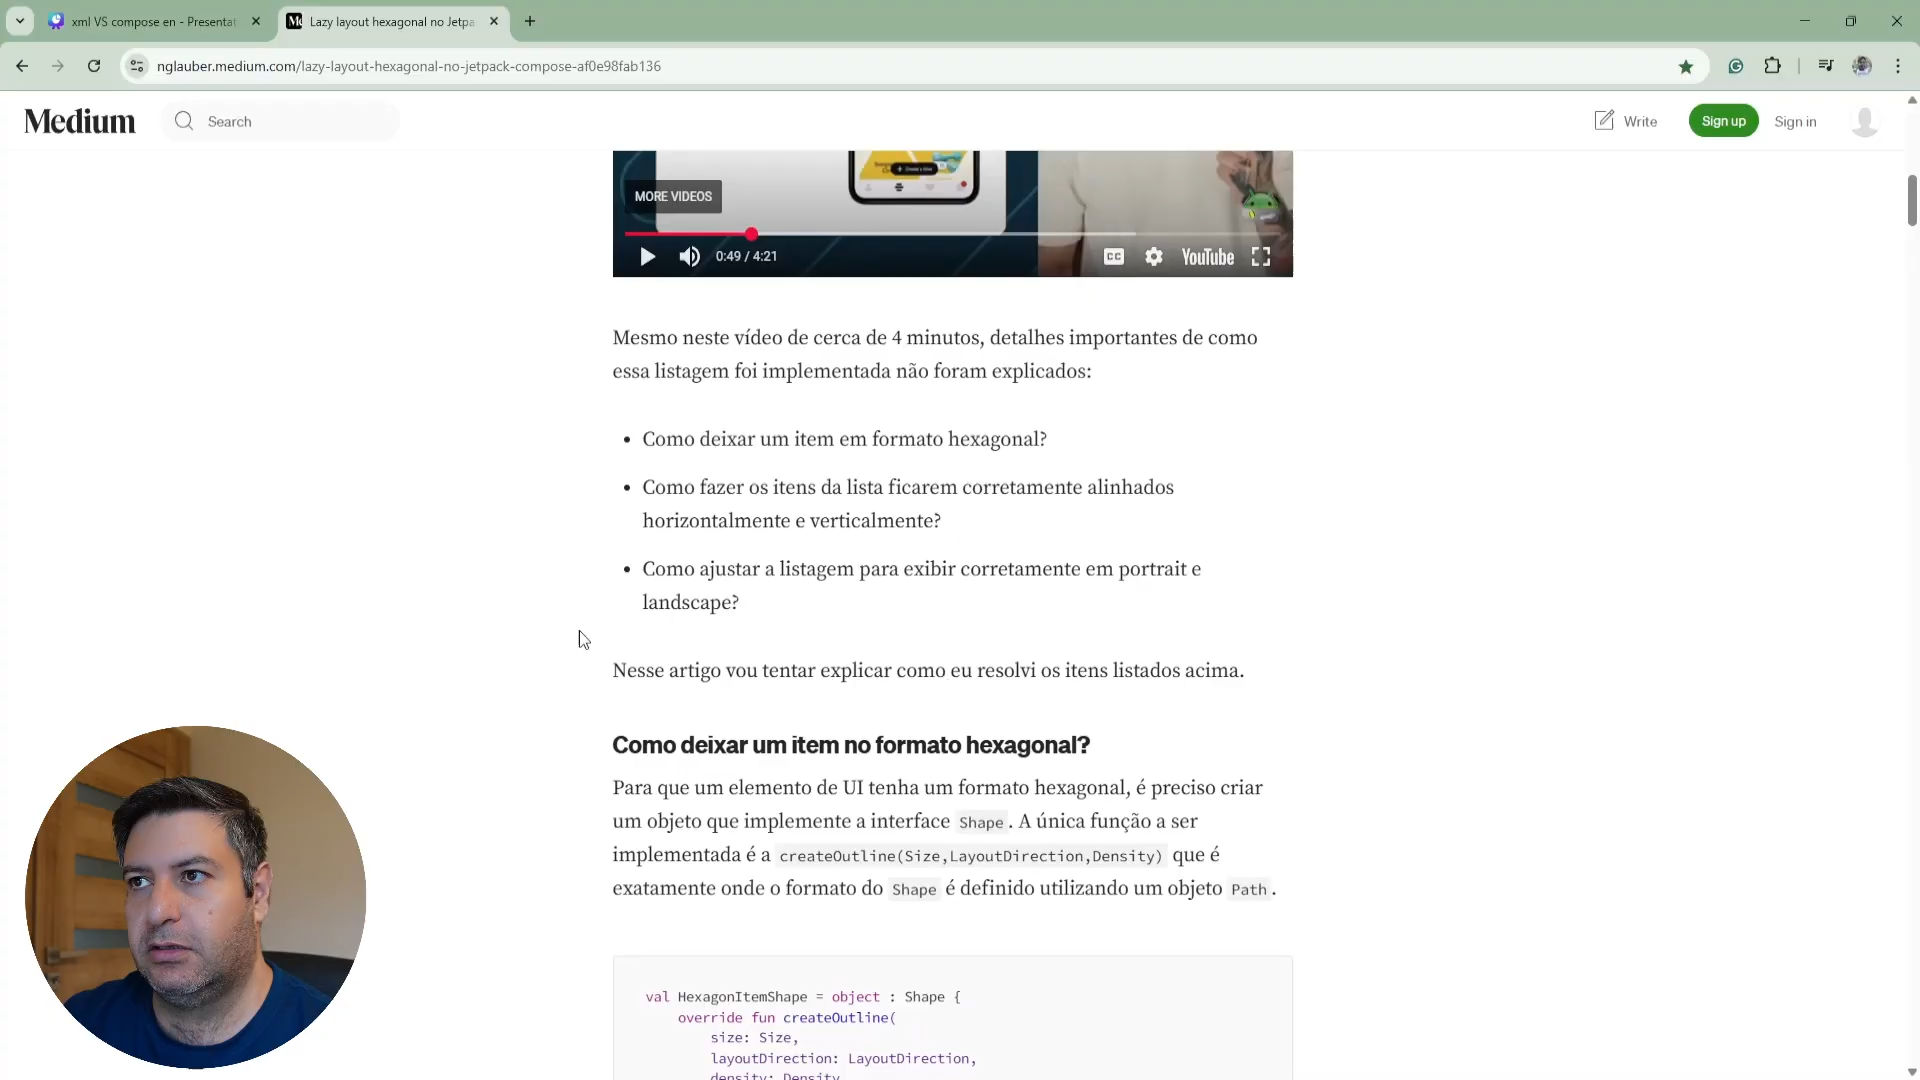 xml VS compose en - Presentat
Lazy layout hexagonal no Jetpa
nglauber.medium.com/lazy-layout-hexagonal-no-jetpack-compose-af0e98fab136
Medium
Search
Write
Sign up
Sign in
MORE VIDEOS
0:49 / 4:21
CC
YouTube
Mesmo neste vídeo de cerca de 4 minutos, detalhes importantes de como
essa listagem foi implementada não foram explicados:
• Como deixar um item em formato hexagonal?
• Como fazer os itens da lista ficarem corretamente alinhados
horizontalmente e verticalmente?
• Como ajustar a listagem para exibir corretamente em portrait e
landscape?
Nesse artigo vou tentar explicar como eu resolvi os itens listados acima.
Como deixar um item no formato hexagonal?
Para que um elemento de UI tenha um formato hexagonal, é preciso criar
um objeto que implemente a interface Shape. A única função a ser
implementada é a createOutline(Size,LayoutDirection,Density) que é
exatamente onde o formato do Shape é definido utilizando um objeto Path.
val HexagonItemShape = object : Shape {
override fun createOutline(
size: Size,
layoutDirection: LayoutDirection,
density: Density